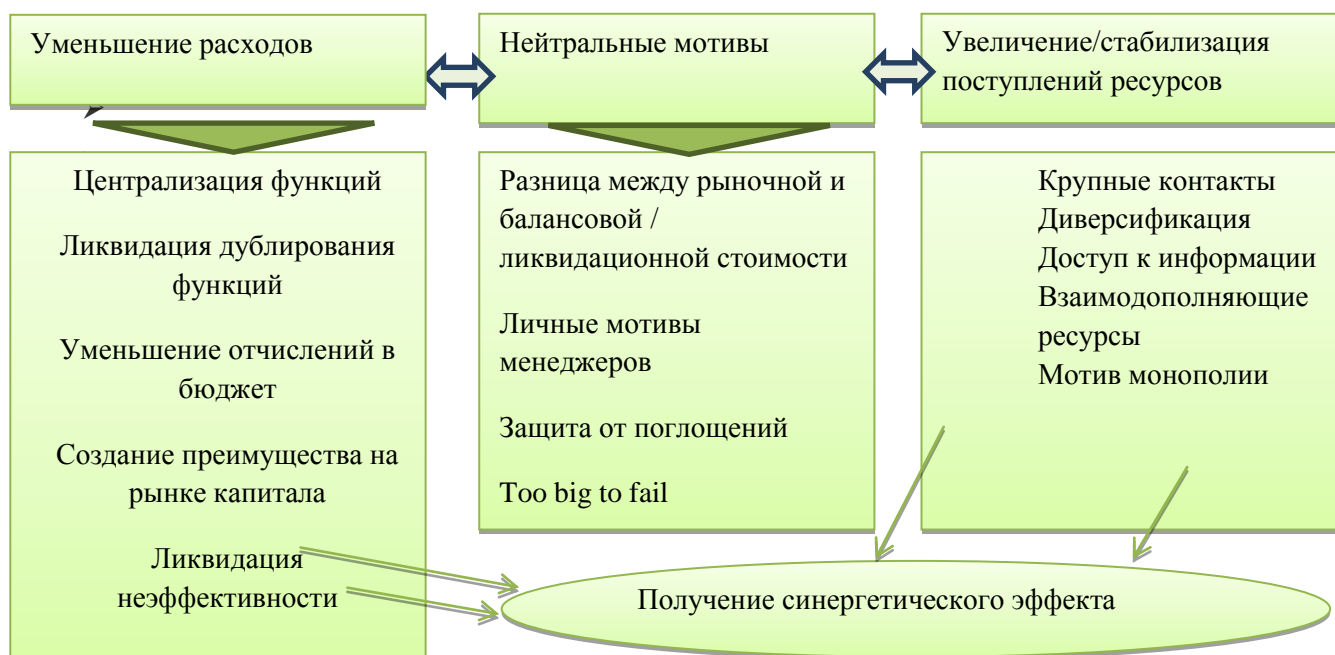 Уменьшение расходов
Нейтральные мотивы
Увеличение/стабилизация
поступлений ресурсов
Централизация функций
Ликвидация дублирования
функций
Уменьшение отчислений в
бюджет
Создание преимущества на
рынке капитала
Ликвидация
неэффективности
Разница между рыночной и
балансовой /
ликвидационной стоимости
Личные мотивы
менеджеров
Защита от поглощений
Too big to fail
Крупные контакты
Диверсификация
Доступ к информации
Взаимодополняющие
ресурсы
Мотив монополии
Получение синергетического эффекта